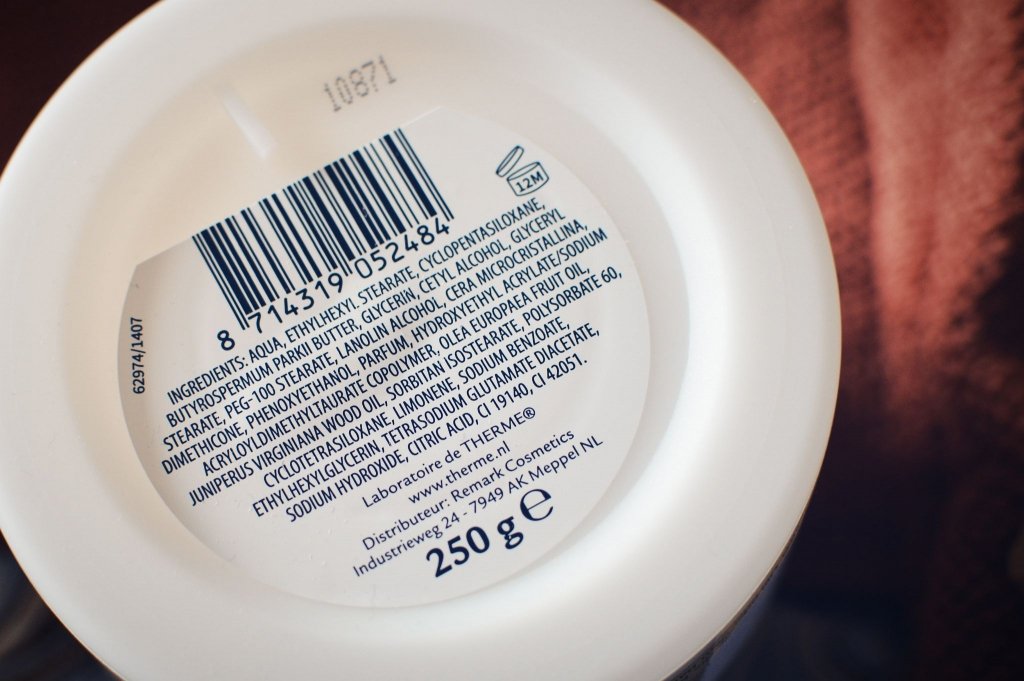 10871
12M
8 714319 052484
62974/1407
INGREDIENTS: AQUA, ETHYLHEXYL STEARATE, CYCLOPENTASILOXANE,
BUTYROSPERMUM PARKII BUTTER, GLYCERIN, CETYL ALCOHOL, GLYCERYL
STEARATE, PEG-100 STEARATE, LANOLIN ALCOHOL, CERA MICROCRISTALLINA,
DIMETHICONE, PHENOXYETHANOL, PARFUM, HYDROXYETHYL ACRYLATE/SODIUM
ACRYLOYLDIMETHYLTAURATE COPOLYMER, OLEA EUROPAEA FRUIT OIL,
JUNIPERUS VIRGINIANA WOOD OIL, SORBITAN ISOSTEARATE, POLYSORBATE 60,
CYCLOTETRASILOXANE, LIMONENE, SODIUM BENZOATE,
ETHYLHEXYLGLYCERIN, TETRASODIUM GLUTAMATE DIACETATE,
SODIUM HYDROXIDE, CITRIC ACID, CI 19140, CI 42051.
Laboratoire de THERME®
www.therme.nl
Distributeur: Remark Cosmetics
Industrieweg 24 - 7949 AK Meppel NL
250 g ℮